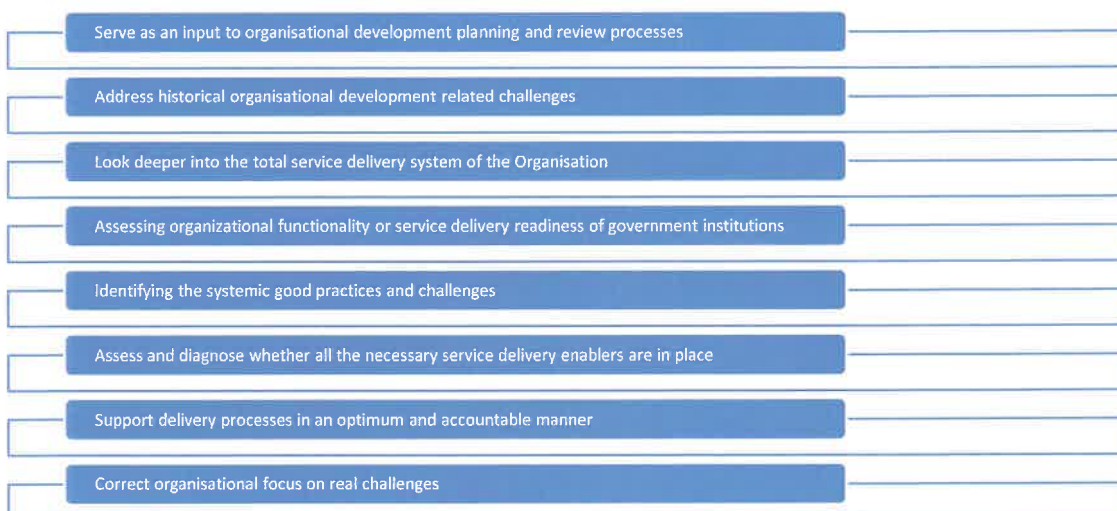 Serve as an input to organisational development planning and review processes
Address historical organisational development related challenges
Look deeper into the total service delivery system of the Organisation
Assessing organizational functionality or service delivery readiness of government institutions
Identifying the systemic good practices and challenges
Assess and diagnose whether all the necessary service delivery enablers are in place
Support delivery processes in an optimum and accountable manner
Correct organisational focus on real challenges